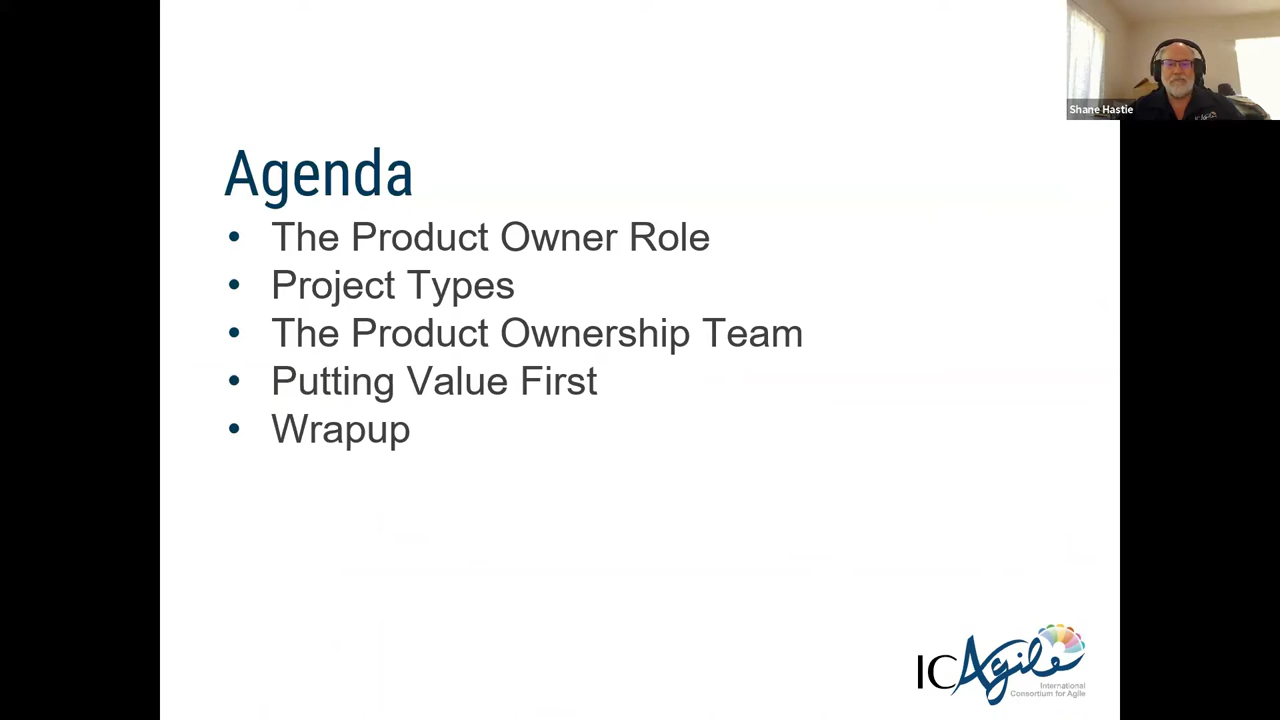 Shane Hastie
Agenda
• The Product Owner Role
• Project Types
• The Product Ownership Team
• Putting Value First
• Wrapup
ICAgile
International
Consortium for Agile